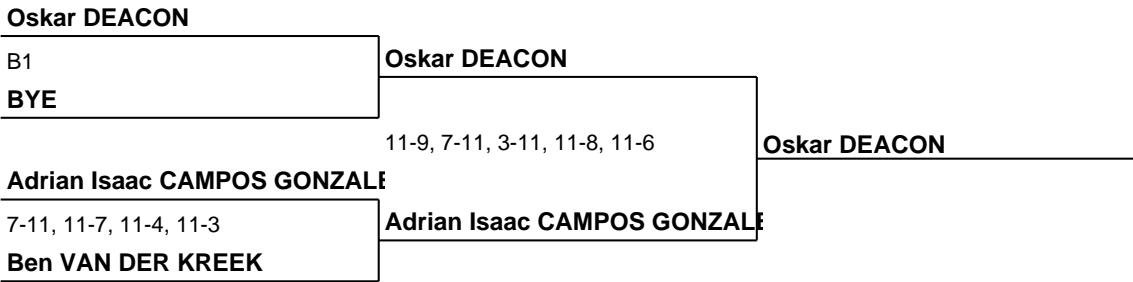 Oskar DEACON
B1
Oskar DEACON
BYE
11-9, 7-11, 3-11, 11-8, 11-6
Oskar DEACON
Adrian Isaac CAMPOS GONZALE
7-11, 11-7, 11-4, 11-3
Adrian Isaac CAMPOS GONZALE
Ben VAN DER KREEK